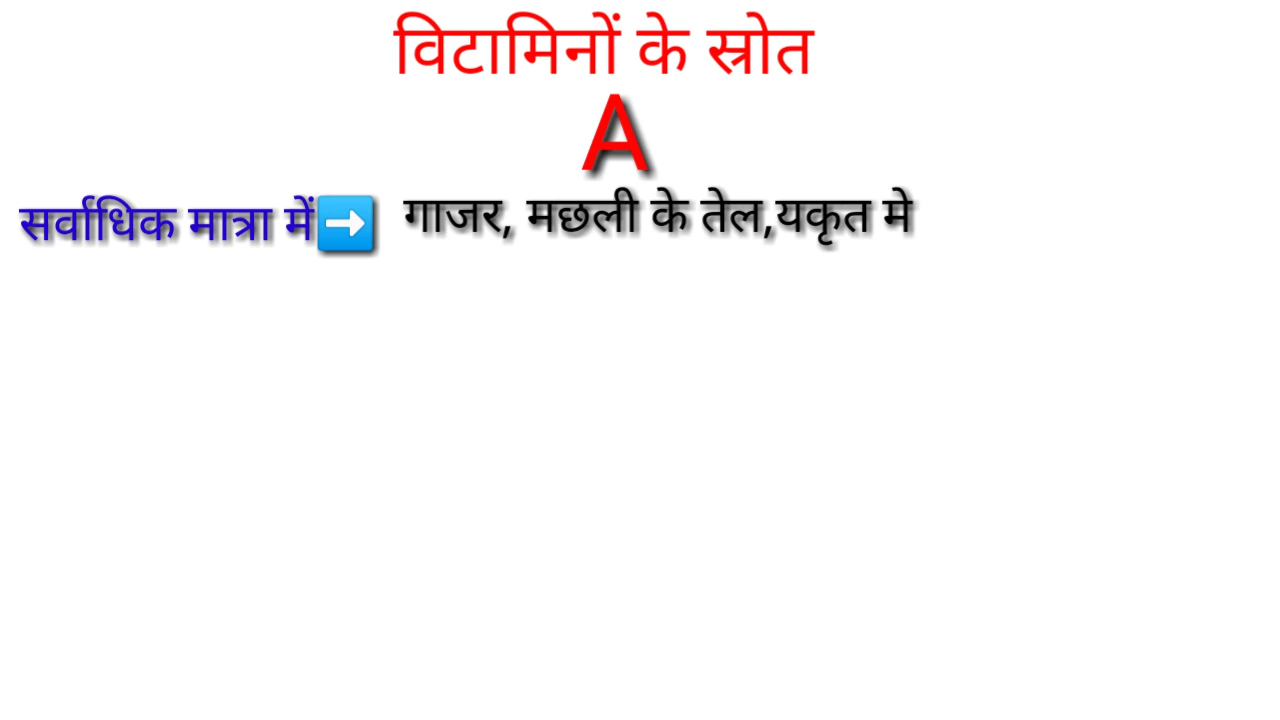 विटामिनों के स्रोत
A
सर्वाधिक मात्रा में➡️ गाजर, मछली के तेल,यकृत मे